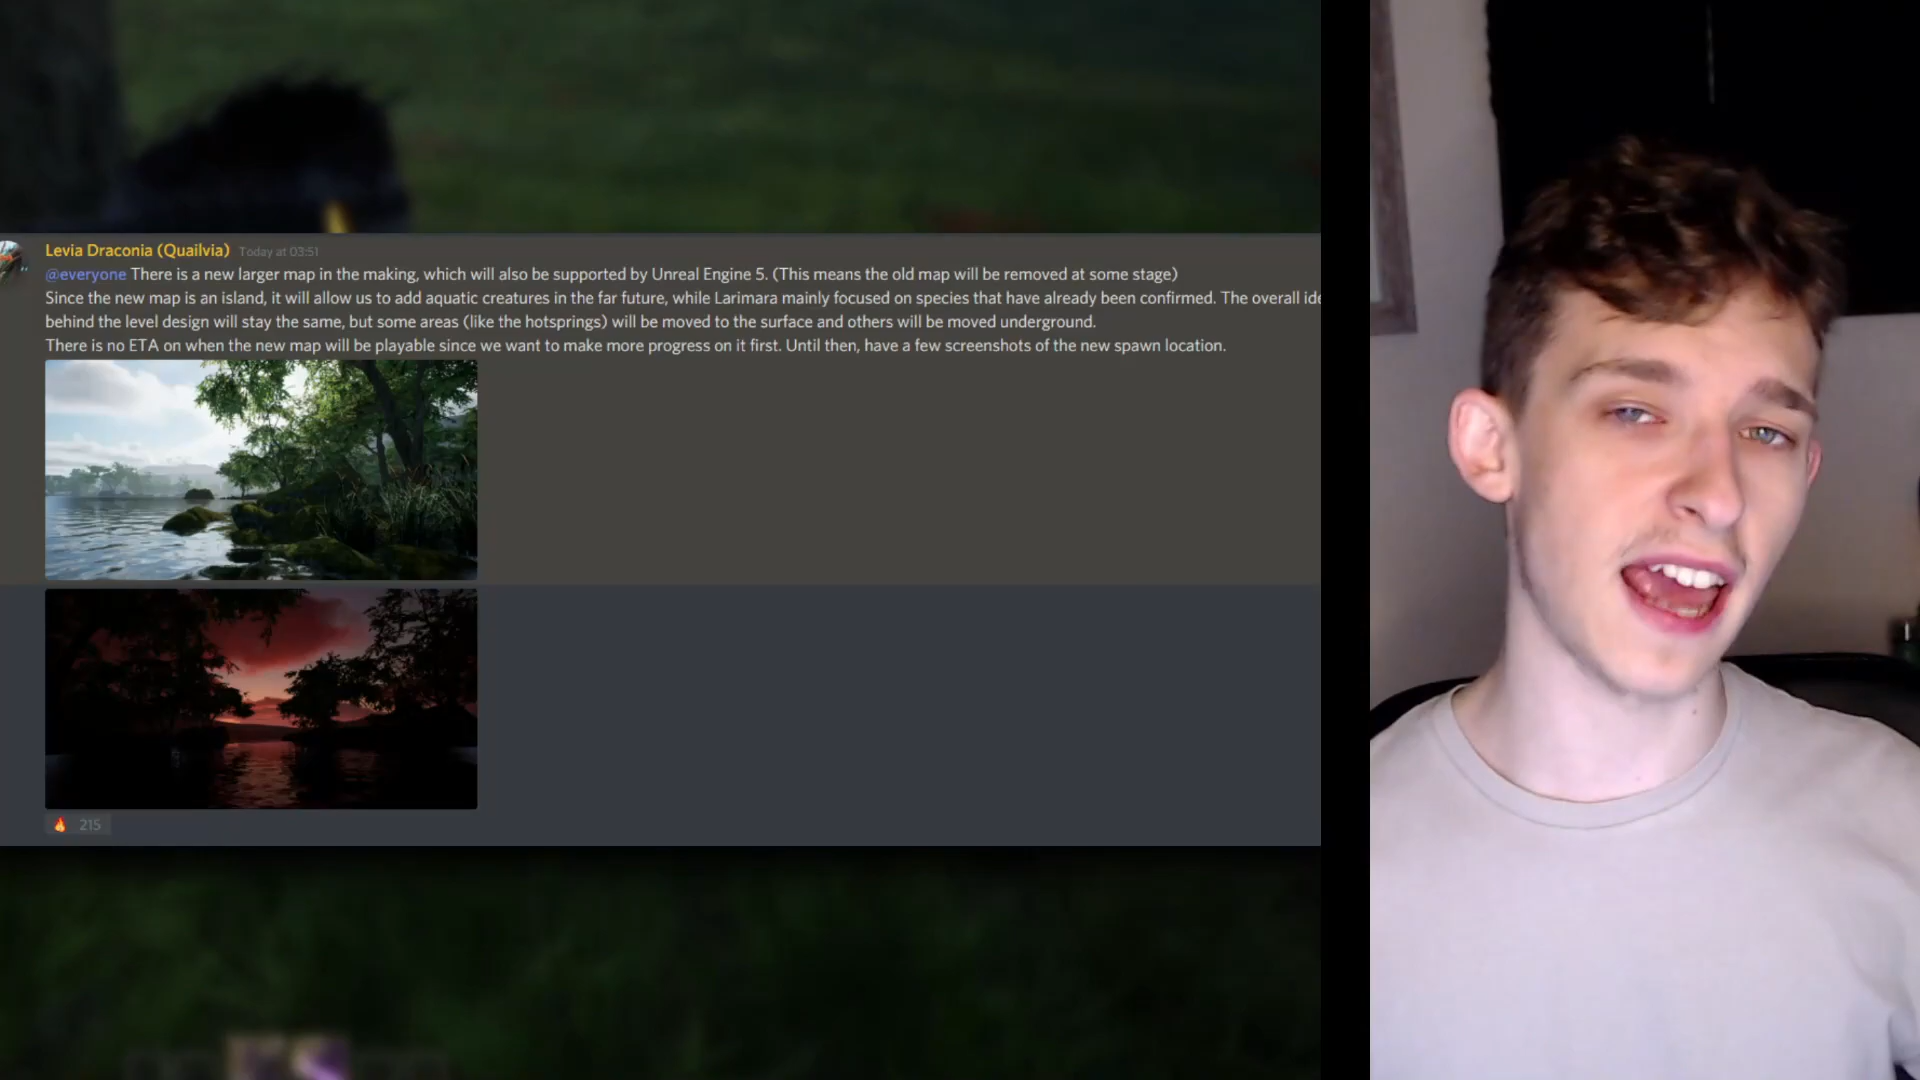 Levia Draconia (Quailvia) Today at 03:51
@everyone There is a new larger map in the making, which will also be supported by Unreal Engine 5. (This means the old map will be removed at some stage)
Since the new map is an island, it will allow us to add aquatic creatures in the far future, while Larimara mainly focused on species that have already been confirmed. The overall ide
behind the level design will stay the same, but some areas (like the hotsprings) will be moved to the surface and others will be moved underground.
There is no ETA on when the new map will be playable since we want to make more progress on it first. Until then, have a few screenshots of the new spawn location.
215